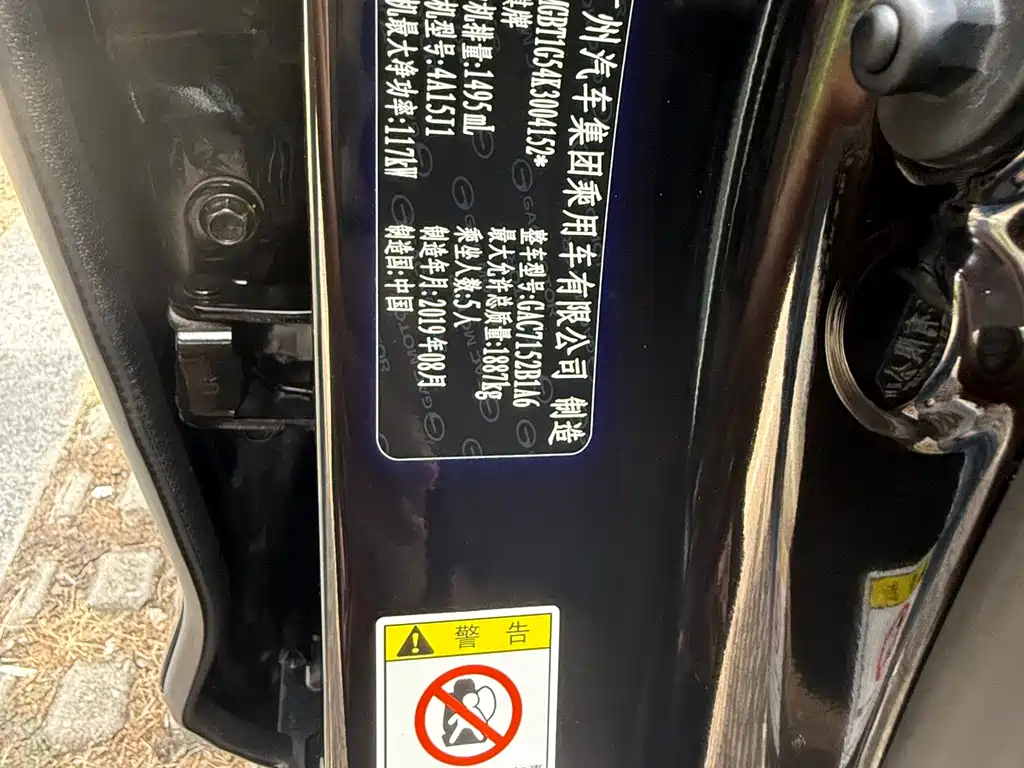 广州汽车集团乘用车有限公司 制造
MGBT1G54K3004152*
整车型号:GAC7152B1A6
牌
最大允许总质量:1887kg
机排量:1495mL
乘坐人数:5人
机型号:4A15J1
制造年月:2019年08月
机最大净功率:117kW
制造国:中国
警告